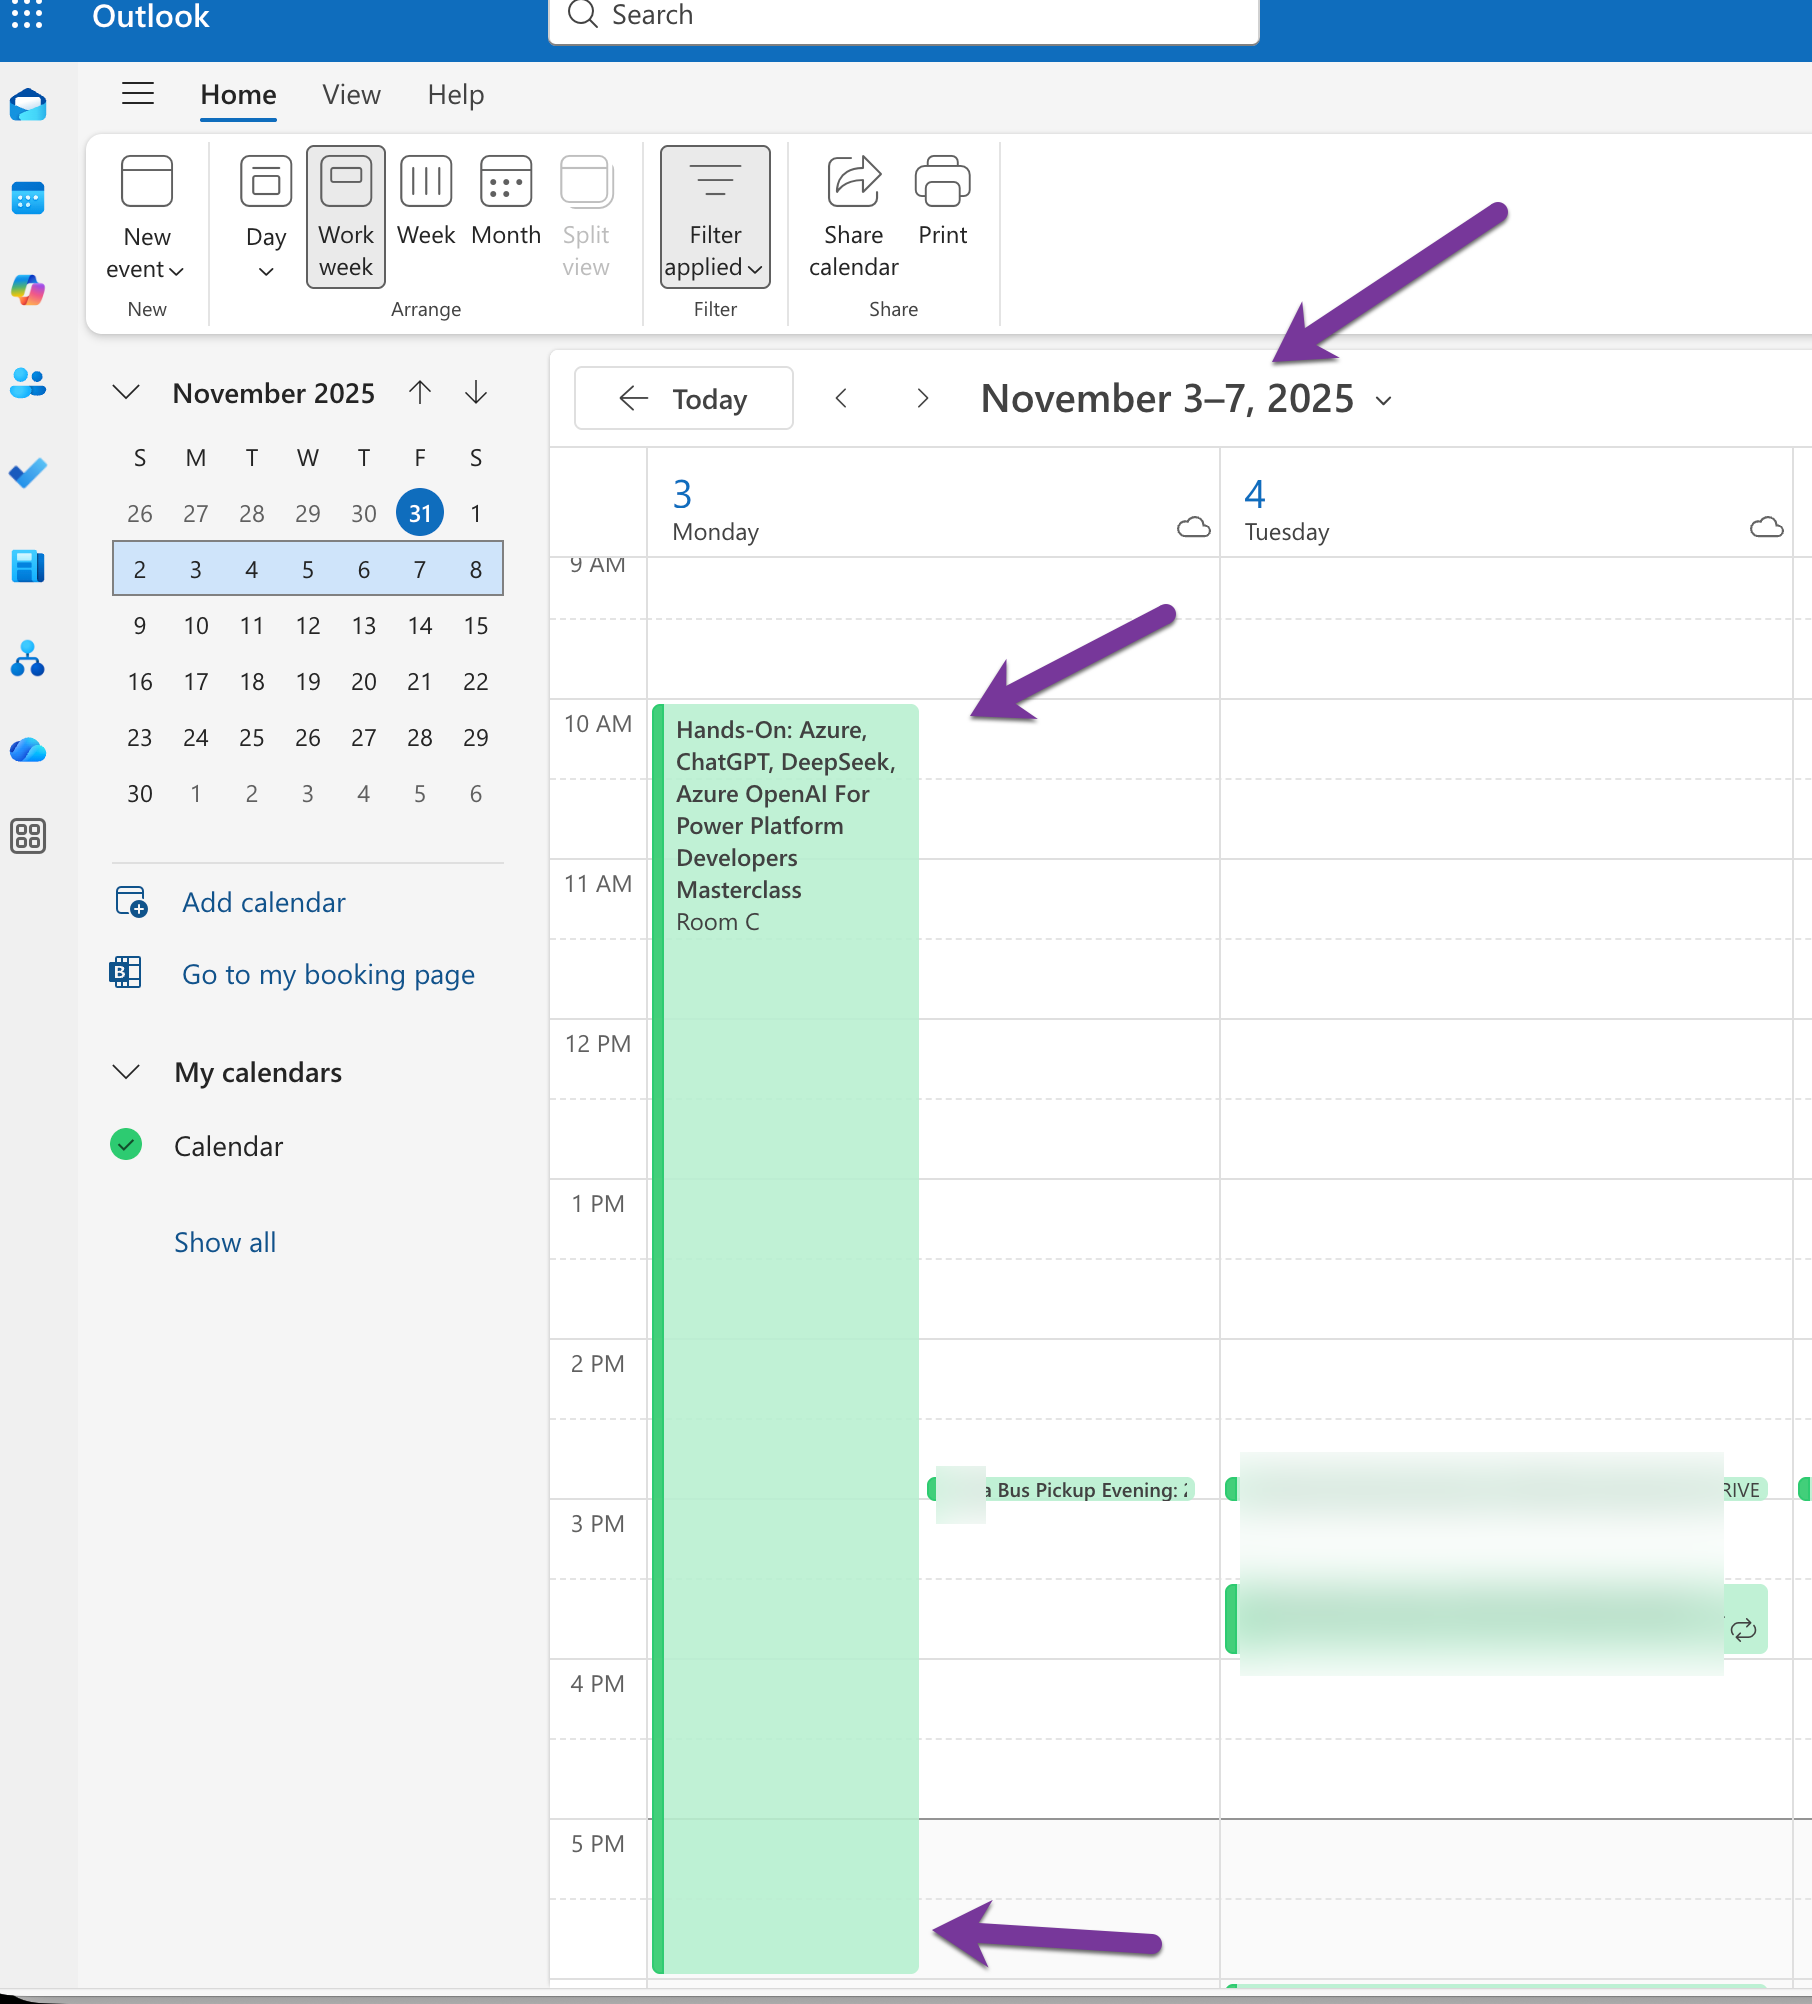 Outlook
Search
Home View Help
New event
Day
Work week
Week
Month
Split view
Filter applied
Share calendar
Print
New
Arrange
Filter
Share
November 2025
S M T W T F S
26 27 28 29 30 31 1
2 3 4 5 6 7 8
9 10 11 12 13 14 15
16 17 18 19 20 21 22
23 24 25 26 27 28 29
30 1 2 3 4 5 6
Add calendar
B
Go to my booking page
My calendars
Calendar
Show all
Today
November 3–7, 2025
3
Monday
4
Tuesday
9 AM
10 AM
11 AM
12 PM
1 PM
2 PM
3 PM
4 PM
5 PM
Hands-On: Azure,
ChatGPT, DeepSeek,
Azure OpenAI For
Power Platform
Developers
Masterclass
Room C
Bus Pickup Evening: